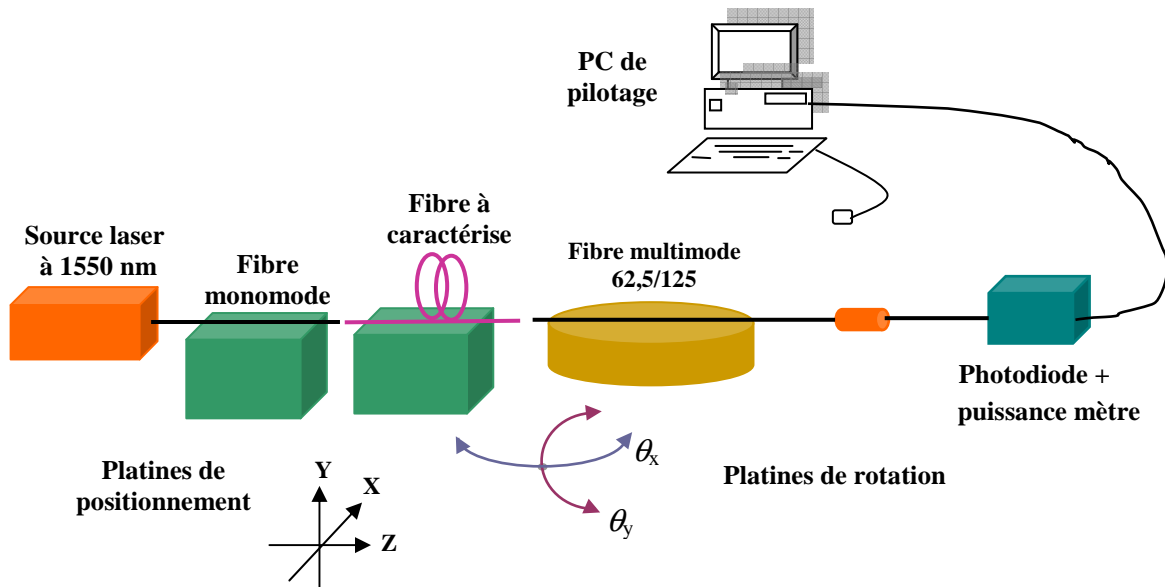 PC de
pilotage
Fibre à
caractérise
Source laser
à 1550 nm
Fibre
monomode
Fibre multimode
62,5/125
Photodiode +
puissance mètre
θx
θy
Platines de
positionnement
Y
X
Z
Platines de rotation